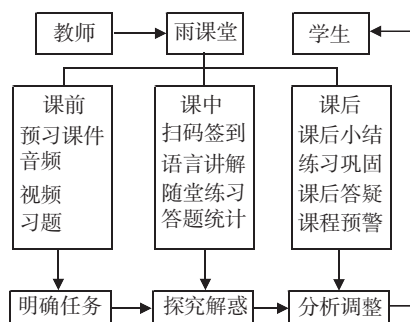 教师
雨课堂
学生
课前
预习课件
音频
视频
习题
课中
扫码签到
语言讲解
随堂练习
答题统计
课后
课后小结
练习巩固
课后答疑
课程预警
明确任务
探究解惑
分析调整